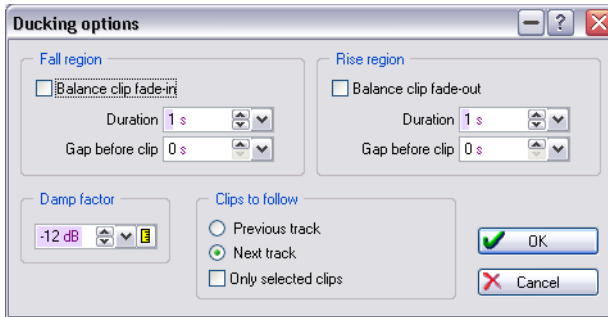 Ducking options
Fall region
Balance clip fade-in
Duration 1 s
Gap before clip 0 s
Rise region
Balance clip fade-out
Duration 1 s
Gap before clip 0 s
Damp factor
-12 dB
Clips to follow
Previous track
Next track
Only selected clips
OK
Cancel